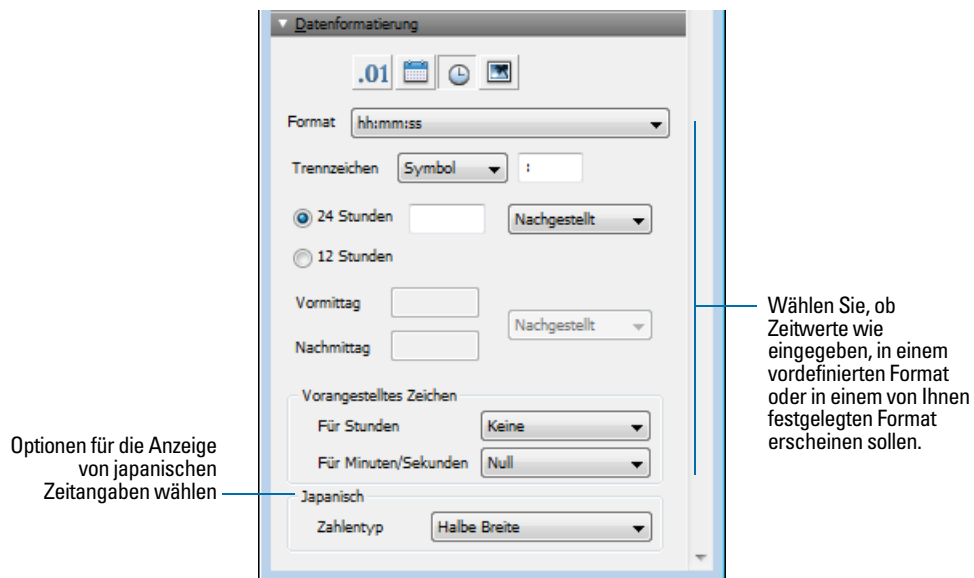 Datenformatierung
.01
Format hh:mm:ss
Trennzeichen Symbol :
24 Stunden Nachgestellt
12 Stunden
Vormittag
Nachgestellt
Nachmittag
Vorangestelltes Zeichen
Für Stunden Keine
Für Minuten/Sekunden Null
Japanisch
Zahlentyp Halbe Breite
Wählen Sie, ob
Zeitwerte wie
eingegeben, in einem
vordefinierten Format
oder in einem von Ihnen
festgelegten Format
erscheinen sollen.
Optionen für die Anzeige
von japanischen
Zeitangaben wählen